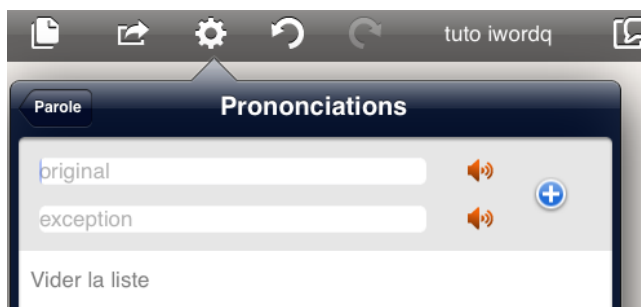 tuto iwordq
Parole
Prononciations
original
exception
Vider la liste